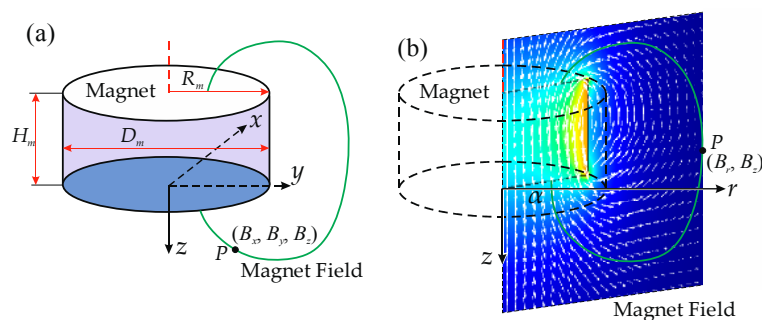 (a)
R_m
Magnet
x
H_m
D_m
y
(B_x, B_y, B_z)
z
P
Magnet Field
(b)
Magnet
P
(B_r, B_z)
r
α
z
Magnet Field